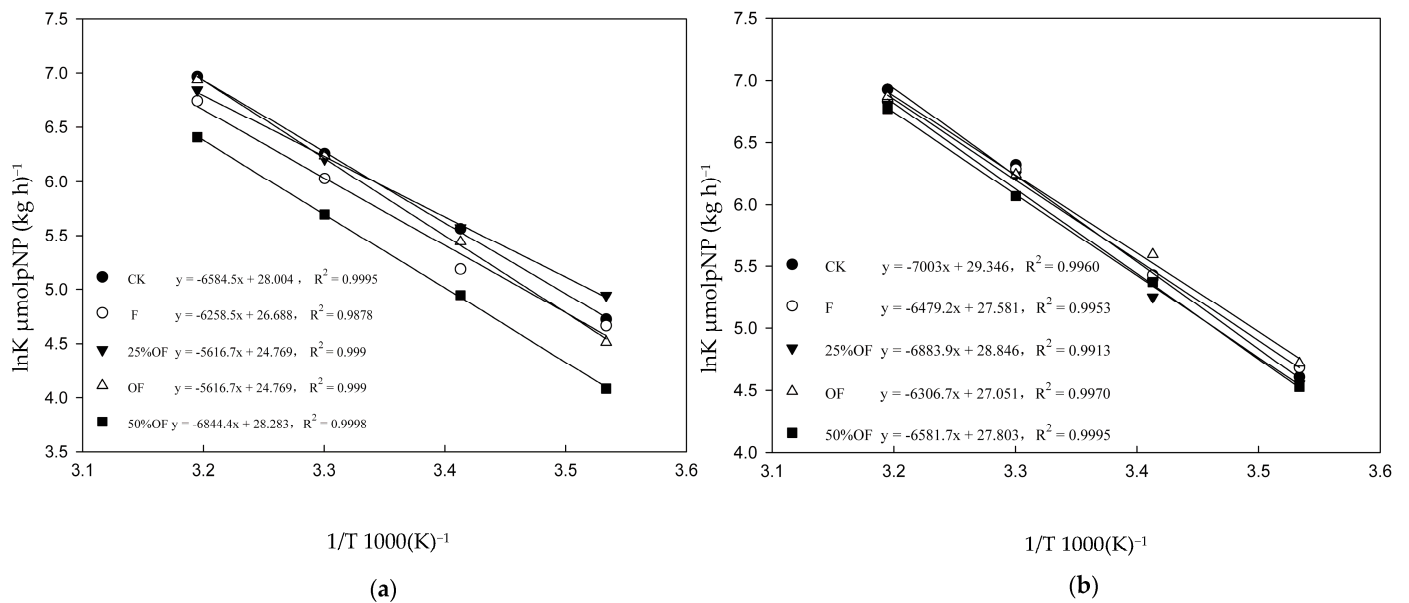 7.5
7.0
6.5
6.0
5.5
5.0
4.5
4.0
3.5
lnK µmolpNP (kg h)⁻¹
CK y = -6584.5x + 28.004, R² = 0.9995
F y = -6258.5x + 26.688, R² = 0.9878
25%OF y = -5616.7x + 24.769, R² = 0.999
OF y = -5616.7x + 24.769, R² = 0.999
50%OF y = -6844.4x + 28.283, R² = 0.9998
3.1 3.2 3.3 3.4 3.5 3.6
1/T 1000(K)⁻¹
(a)
7.5
7.0
6.5
6.0
5.5
5.0
4.5
4.0
lnK µmolpNP (kg h)⁻¹
CK y = -7003x + 29.346, R² = 0.9960
F y = -6479.2x + 27.581, R² = 0.9953
25%OF y = -6883.9x + 28.846, R² = 0.9913
OF y = -6306.7x + 27.051, R² = 0.9970
50%OF y = -6581.7x + 27.803, R² = 0.9995
3.1 3.2 3.3 3.4 3.5 3.6
1/T 1000(K)⁻¹
(b)